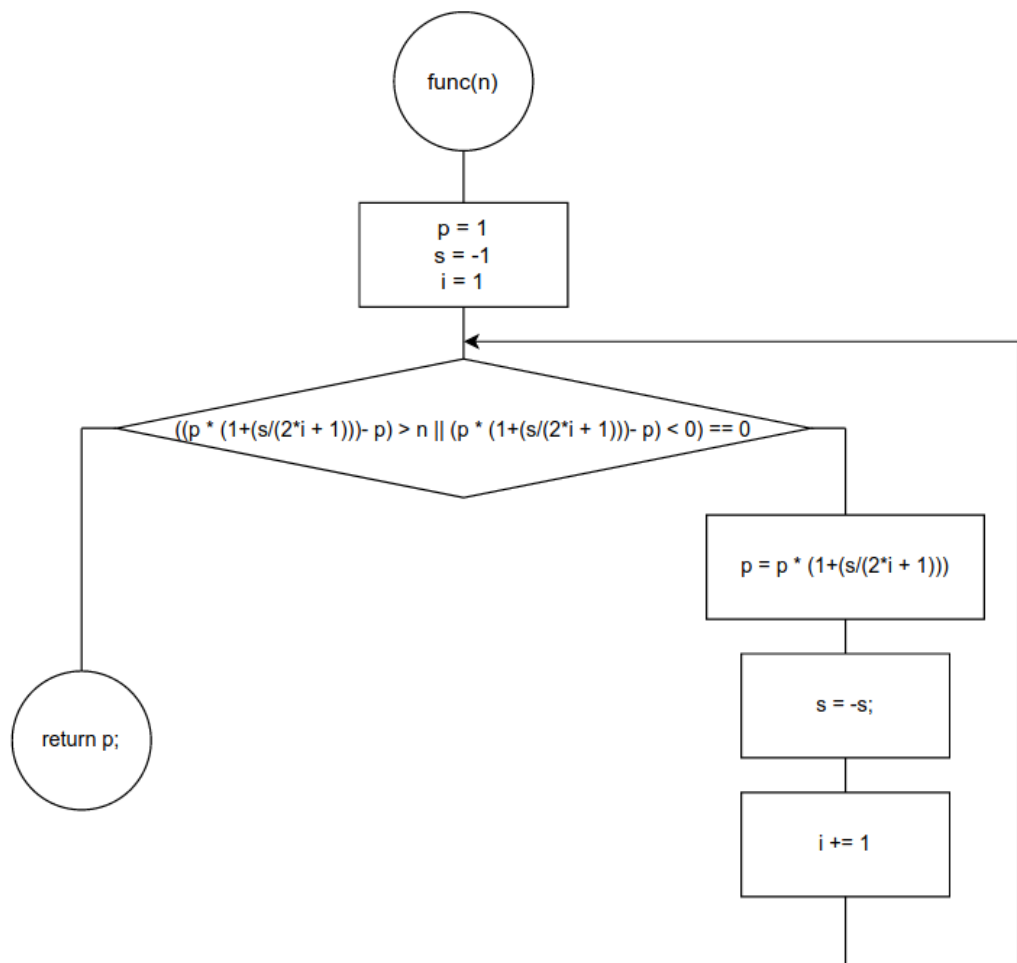 func(n)
p = 1
s = -1
i = 1
((p * (1+(s/(2*i + 1)))- p) > n || (p * (1+(s/(2*i + 1)))- p) < 0) == 0
p = p * (1+(s/(2*i + 1)))
s = -s;
return p;
i += 1